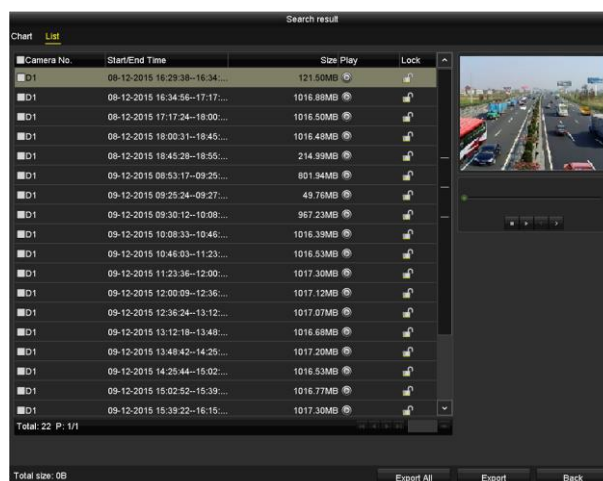 Search result
Chart List
Camera No. Start/End Time Size Play Lock
D1 08-12-2015 16:29:38--16:34:... 121.50MB
D1 08-12-2015 16:34:56--17:17:... 1016.88MB
D1 08-12-2015 17:17:24--18:00:... 1016.50MB
D1 08-12-2015 18:00:31--18:45:... 1016.48MB
D1 08-12-2015 18:45:28--18:55:... 214.99MB
D1 09-12-2015 08:53:17--09:25:... 801.94MB
D1 09-12-2015 09:25:24--09:27:... 49.76MB
D1 09-12-2015 09:30:12--10:08:... 967.23MB
D1 09-12-2015 10:08:33--10:46:... 1016.39MB
D1 09-12-2015 10:46:03--11:23:... 1016.53MB
D1 09-12-2015 11:23:36--12:00:... 1017.30MB
D1 09-12-2015 12:00:09--12:36:... 1017.12MB
D1 09-12-2015 12:36:24--13:12:... 1017.07MB
D1 09-12-2015 13:12:18--13:48:... 1016.68MB
D1 09-12-2015 13:48:42--14:25:... 1017.20MB
D1 09-12-2015 14:25:44--15:02:... 1016.53MB
D1 09-12-2015 15:02:52--15:39:... 1016.77MB
D1 09-12-2015 15:39:22--16:15:... 1017.30MB
Total: 22 P: 1/1
Total size: 0B
Export All Export Back